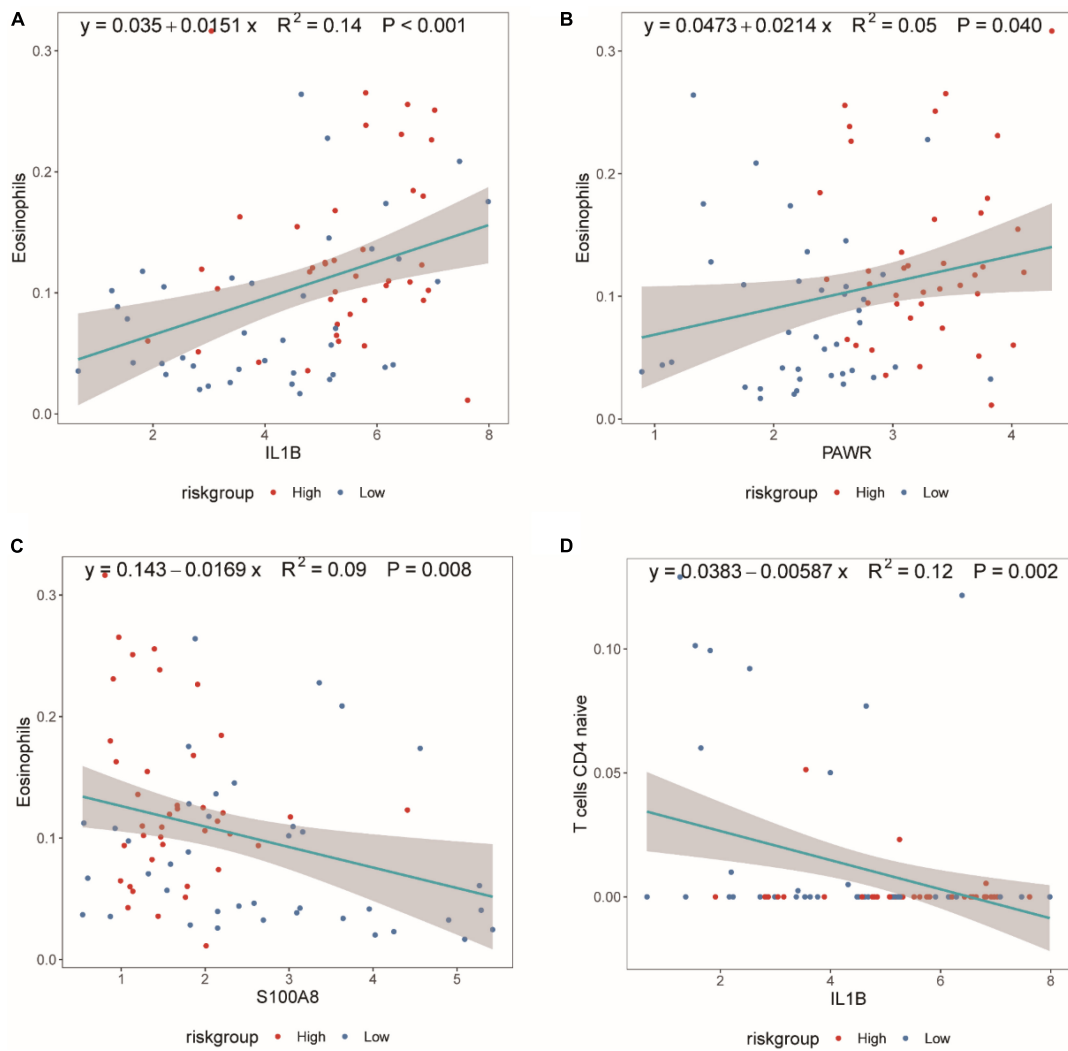 A
y = 0.035 + 0.0151 x R² = 0.14 P < 0.001
0.3
0.2
0.1
0.0
Eosinophils
2 4 6 8
IL1B
riskgroup High Low
B
y = 0.0473 + 0.0214 x R² = 0.05 P = 0.040
0.3
0.2
0.1
0.0
Eosinophils
1 2 3 4
PAWR
riskgroup High Low
C
y = 0.143 − 0.0169 x R² = 0.09 P = 0.008
0.3
0.2
0.1
0.0
Eosinophils
1 2 3 4 5
S100A8
riskgroup High Low
D
y = 0.0383 − 0.00587 x R² = 0.12 P = 0.002
0.10
0.05
0.00
T cells CD4 naive
2 4 6 8
IL1B
riskgroup High Low